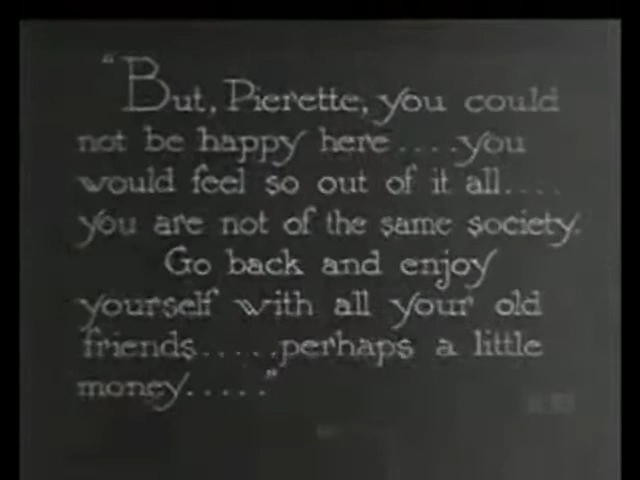 "But, Pierette, you could
not be happy here....you
would feel so out of it all....
you are not of the same society.
Go back and enjoy
yourself with all your old
friends.....perhaps a little
money....."